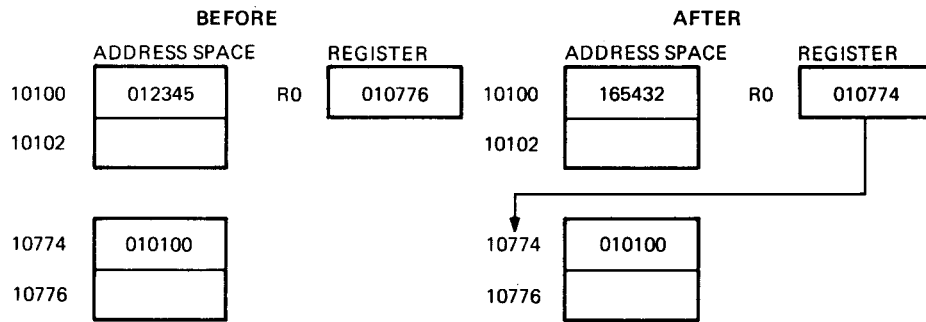 BEFORE AFTER
ADDRESS SPACE REGISTER ADDRESS SPACE REGISTER
10100 012345 R0 010776 10100 165432 R0 010774
10102 10102
10774 010100 10774 010100
10776 10776